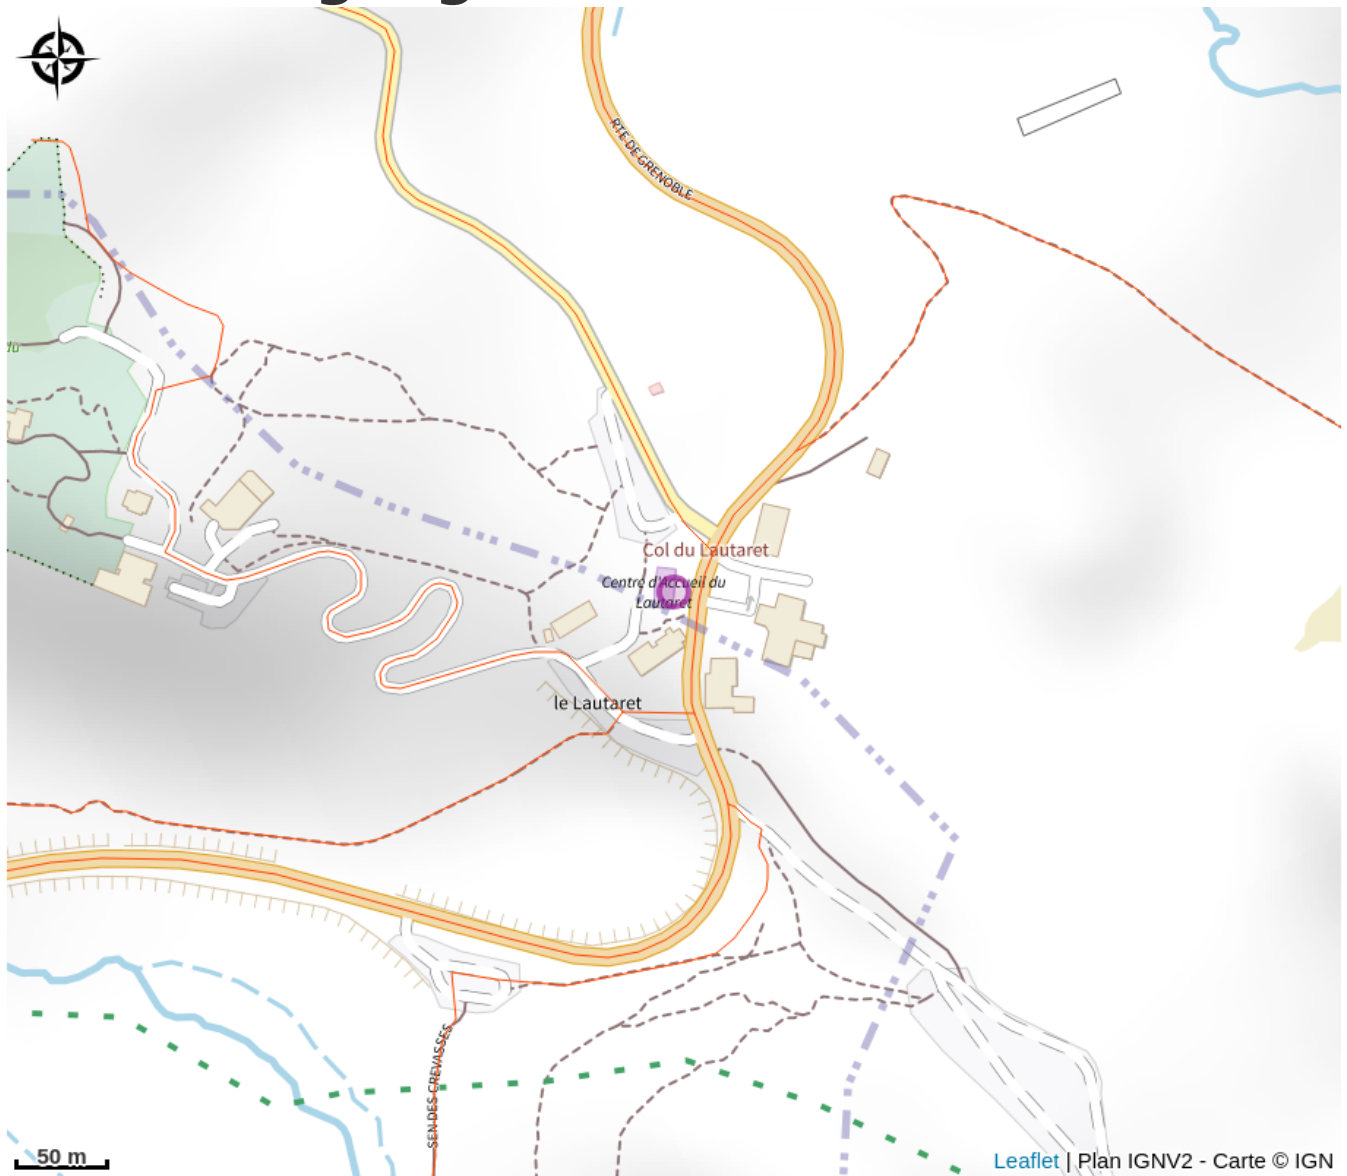 RTE DE GRENOBLE
du
Col du Lautaret
Centre d'Accueil du
Lautaret
le Lautaret
SEN DES CREVASSES
50 m
Leaflet | Plan IGNV2 - Carte © IGN